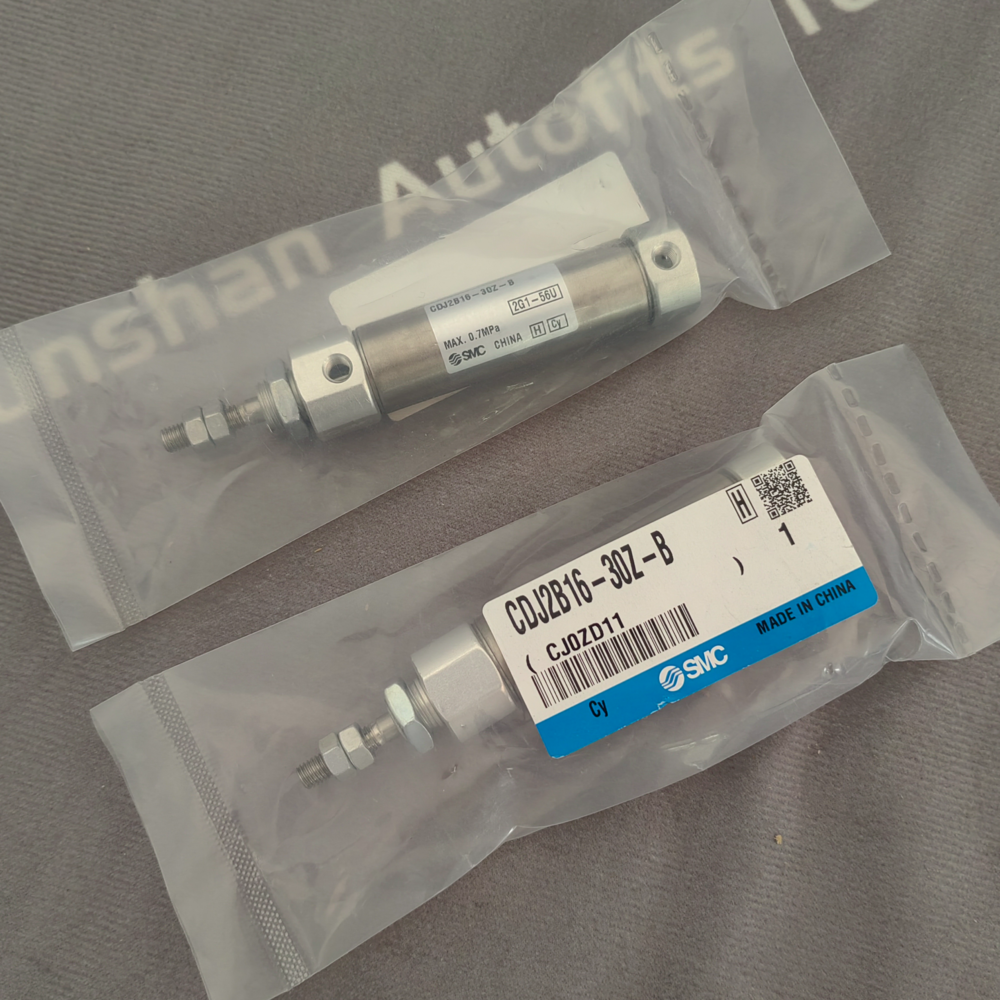 nshan Autofits Te
CDJ2B16-30Z-B
2G1-56U
MAX. 0.7MPa
SMC CHINA H Cy
H
CDJ2B16-30Z-B
( ) 1
CJ0ZD11
SMC MADE IN CHINA
Cy